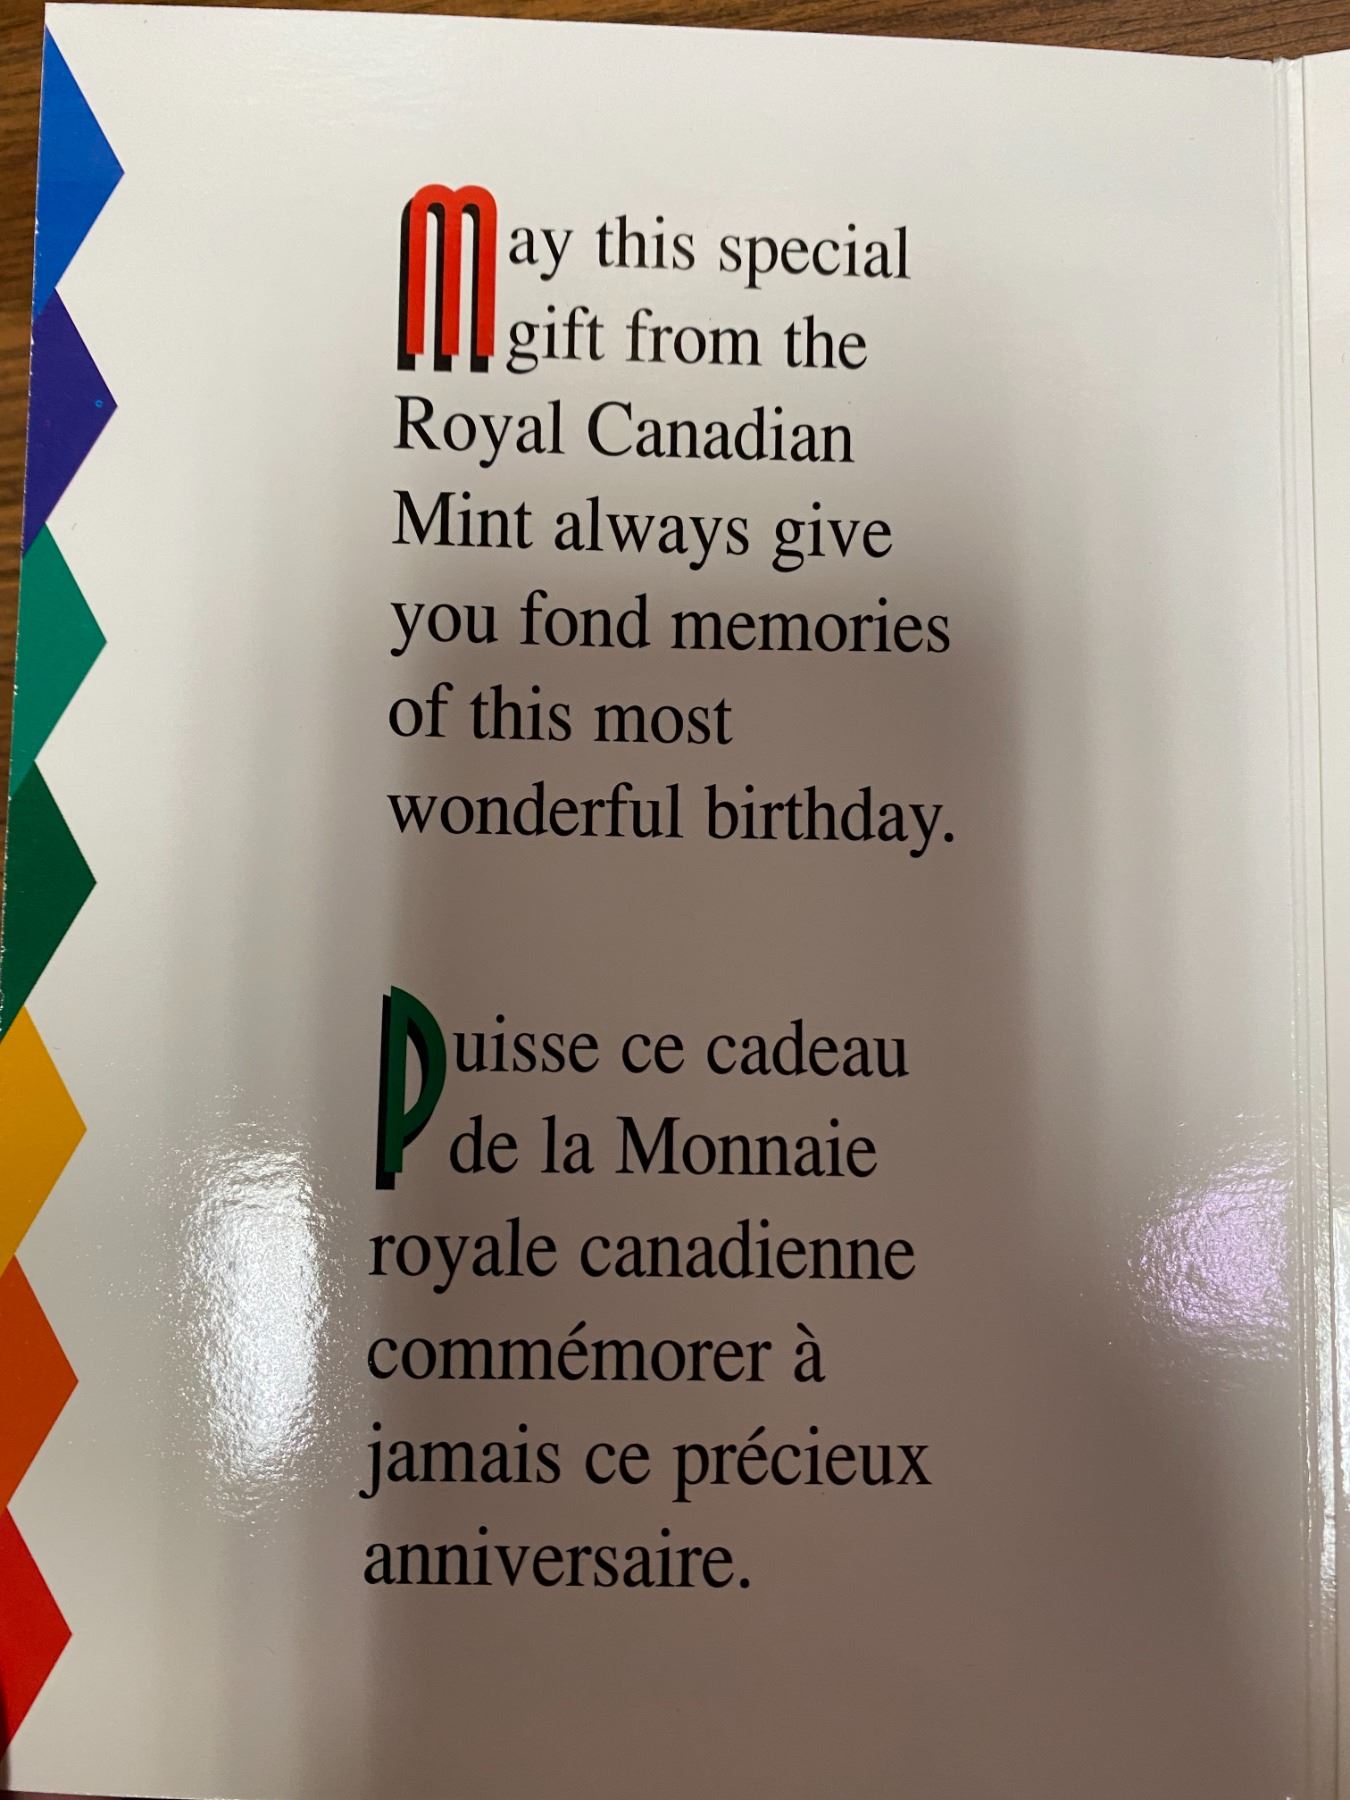 May this special
gift from the
Royal Canadian
Mint always give
you fond memories
of this most
wonderful birthday.
Puisse ce cadeau
de la Monnaie
royale canadienne
commémorer à
jamais ce précieux
anniversaire.